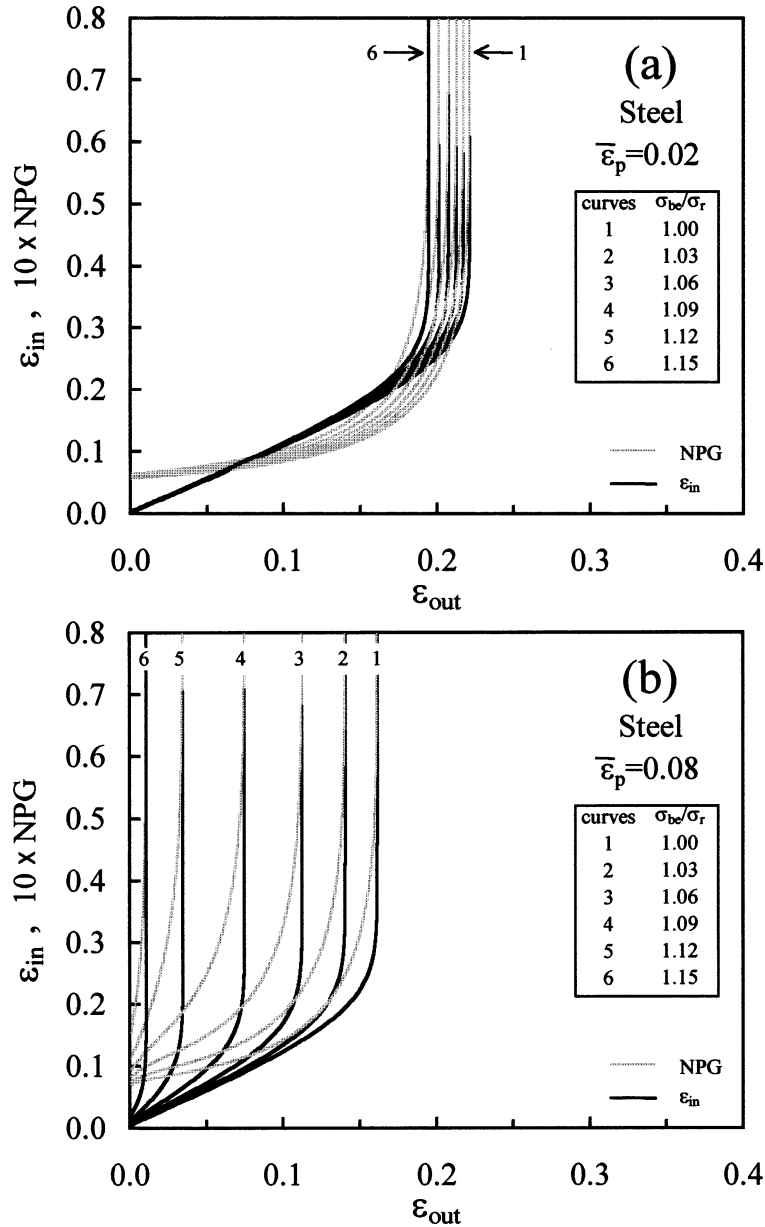 0.8
6
1
(a)
Steel
ε̅p=0.02
curves σbe/σr
1 1.00
2 1.03
3 1.06
4 1.09
5 1.12
6 1.15
NPG
εin
0.7
0.6
0.5
0.4
0.3
0.2
0.1
0.0
εin , 10 x NPG
0.0 0.1 0.2 0.3 0.4
εout
0.8
6 5 4 3 2 1
(b)
Steel
ε̅p=0.08
curves σbe/σr
1 1.00
2 1.03
3 1.06
4 1.09
5 1.12
6 1.15
NPG
εin
0.7
0.6
0.5
0.4
0.3
0.2
0.1
0.0
εin , 10 x NPG
0.0 0.1 0.2 0.3 0.4
εout